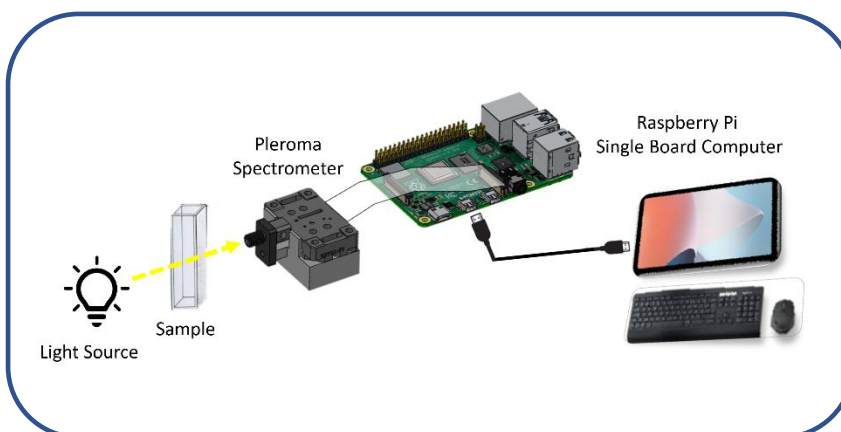 Pleroma
Spectrometer
Raspberry Pi
Single Board Computer
Sample
Light Source